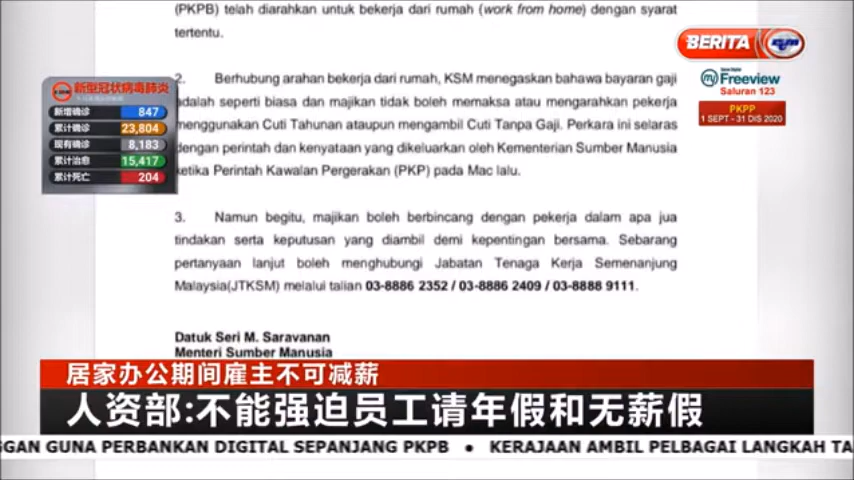 (PKPB) telah diarahkan untuk bekerja dari rumah (work from home) dengan syarat
tertentu.
BERITA
Freeview
Saluran 123
PKPP
1 SEPT - 31 DIS 2020
新型冠状病毒肺炎
新增确诊 847
累计确诊 23,804
现有确诊 8,183
累计治愈 15,417
累计死亡 204
2. Berhubung arahan bekerja dari rumah, KSM menegaskan bahawa bayaran gaji
adalah seperti biasa dan majikan tidak boleh memaksa atau mengarahkan pekerja
menggunakan Cuti Tahunan ataupun mengambil Cuti Tanpa Gaji. Perkara ini selaras
dengan perintah dan kenyataan yang dikeluarkan oleh Kementerian Sumber Manusia
ketika Perintah Kawalan Pergerakan (PKP) pada Mac lalu.
3. Namun begitu, majikan boleh berbincang dengan pekerja dalam apa jua
tindakan serta keputusan yang diambil demi kepentingan bersama. Sebarang
pertanyaan lanjut boleh menghubungi Jabatan Tenaga Kerja Semenanjung
Malaysia(JTKSM) melalui talian 03-8886 2352 / 03-8886 2409 / 03-8888 9111.
Datuk Seri M. Saravanan
Menteri Sumber Manusia
居家办公期间雇主不可减薪
人资部:不能强迫员工请年假和无薪假
GGAN GUNA PERBANKAN DIGITAL SEPANJANG PKPB ● KERAJAAN AMBIL PELBAGAI LANGKAH TA